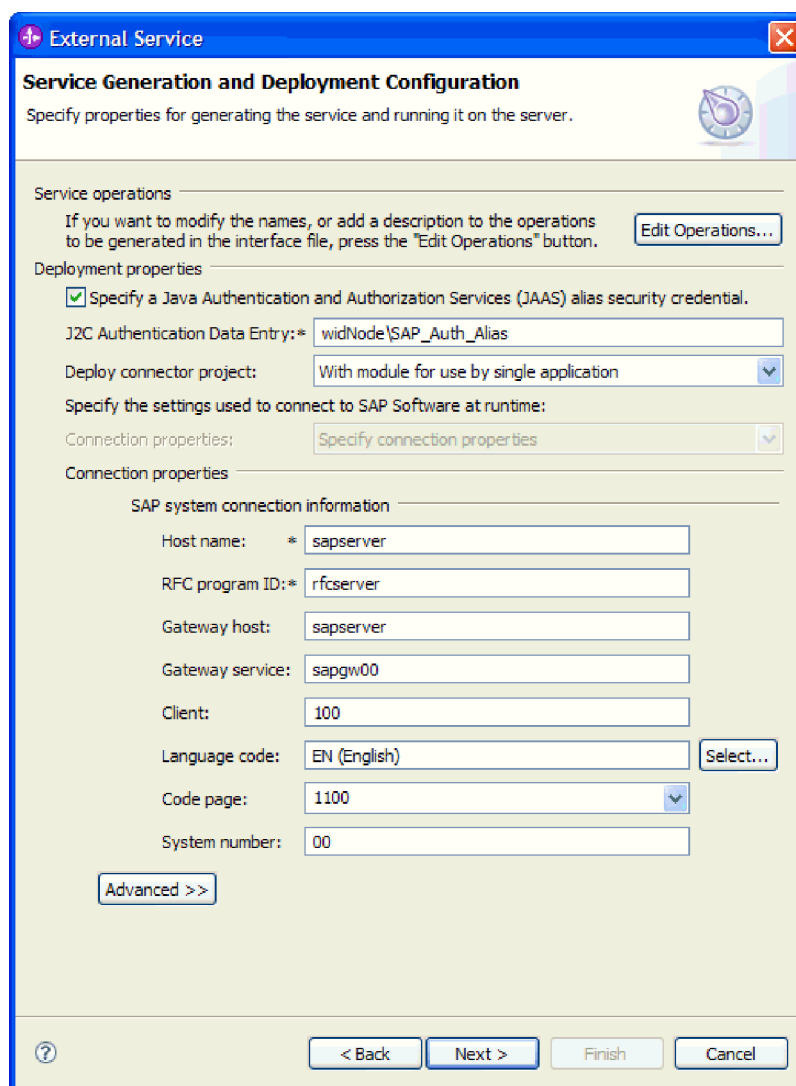 External Service
Service Generation and Deployment Configuration
Specify properties for generating the service and running it on the server.
Service operations
If you want to modify the names, or add a description to the operations
to be generated in the interface file, press the "Edit Operations" button.
Edit Operations...
Deployment properties
Specify a Java Authentication and Authorization Services (JAAS) alias security credential.
J2C Authentication Data Entry:* widNode\SAP_Auth_Alias
Deploy connector project: With module for use by single application
Specify the settings used to connect to SAP Software at runtime:
Connection properties: Specify connection properties
Connection properties
SAP system connection information
Host name: * sapserver
RFC program ID:* rfcserver
Gateway host: sapserver
Gateway service: sapgw00
Client: 100
Language code: EN (English) Select...
Code page: 1100
System number: 00
Advanced >>
? < Back Next > Finish Cancel